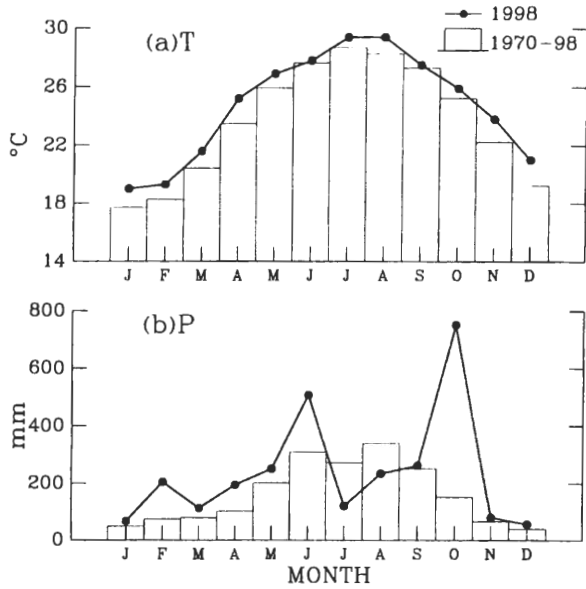 1998
1970-98
(a)T
30
26
22
18
14
°C
J F M A M J J A S O N D
(b)P
800
600
400
200
0
mm
J F M A M J J A S O N D
MONTH